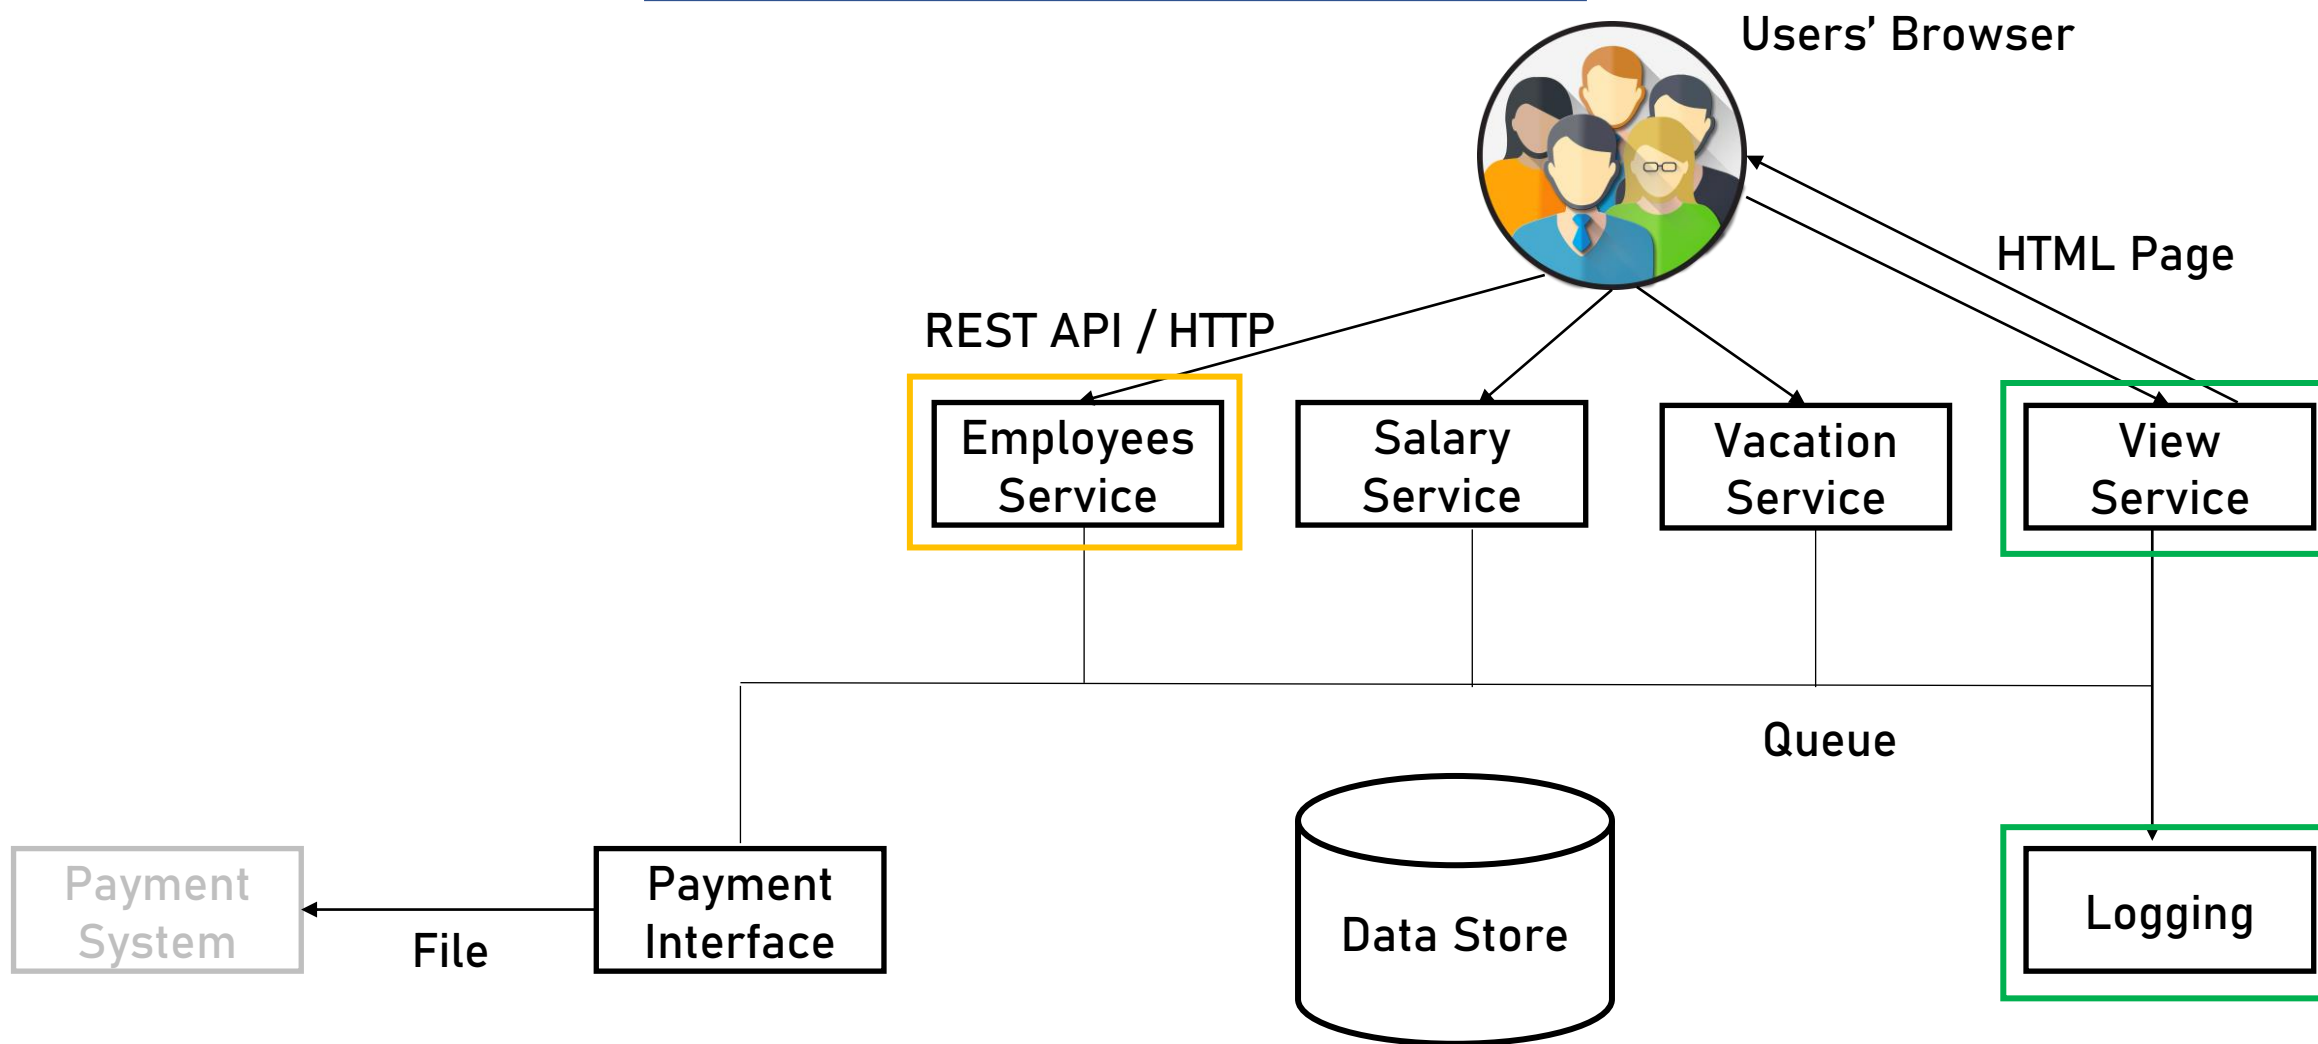 Users’ Browser
HTML Page
REST API / HTTP
Employees
Service
Salary
Service
Vacation
Service
View
Service
Queue
Payment
System
File
Payment
Interface
Data Store
Logging